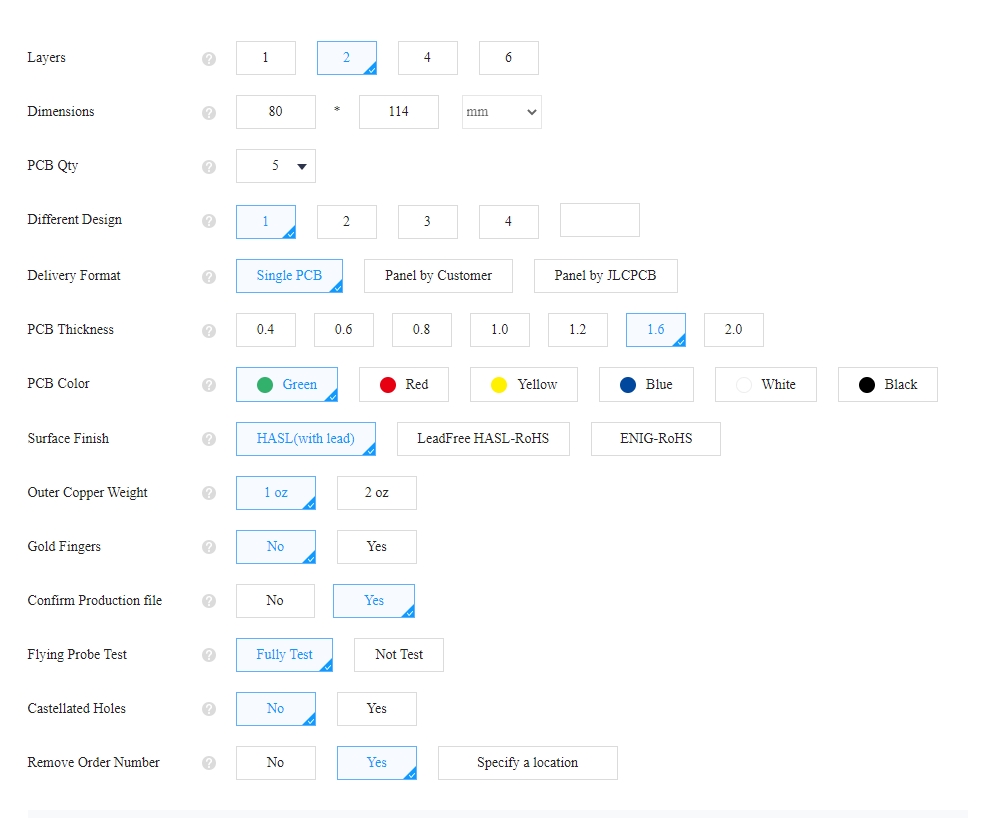 Layers ? 1 2 4 6
Dimensions ? 80 * 114 mm
PCB Qty ? 5
Different Design ? 1 2 3 4
Delivery Format ? Single PCB Panel by Customer Panel by JLCPCB
PCB Thickness ? 0.4 0.6 0.8 1.0 1.2 1.6 2.0
PCB Color ? Green Red Yellow Blue White Black
Surface Finish ? HASL(with lead) LeadFree HASL-RoHS ENIG-RoHS
Outer Copper Weight ? 1 oz 2 oz
Gold Fingers ? No Yes
Confirm Production file ? No Yes
Flying Probe Test ? Fully Test Not Test
Castellated Holes ? No Yes
Remove Order Number ? No Yes Specify a location